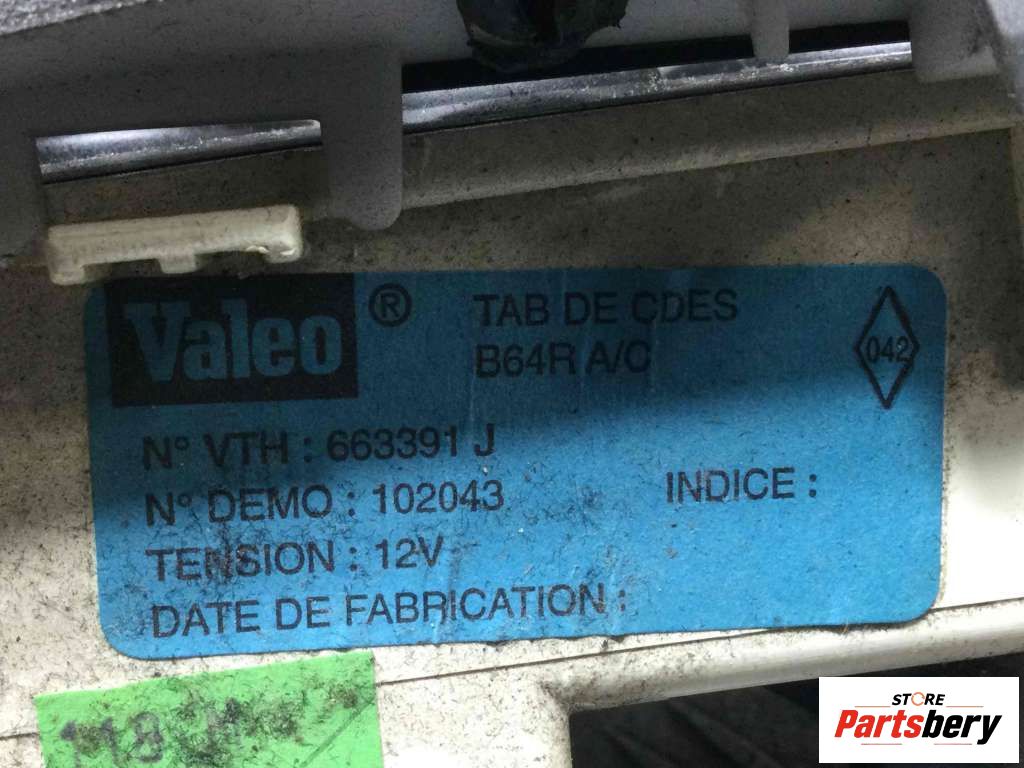 Valeo ® TAB DE CDES
B64R A/C
042
N° VTH : 663391 J
N° DEMO : 102043 INDICE :
TENSION : 12V
DATE DE FABRICATION :
STORE
Partsbery